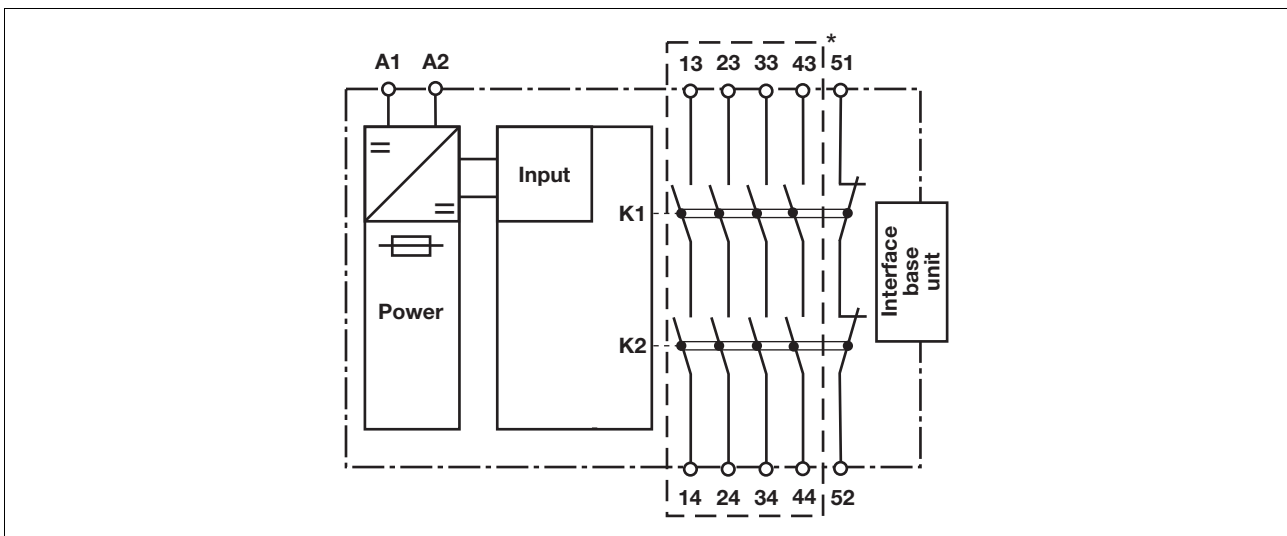 *
A1 A2
13 23 33 43 51
Input
K1
Interface
base
unit
Power
K2
14 24 34 44 52